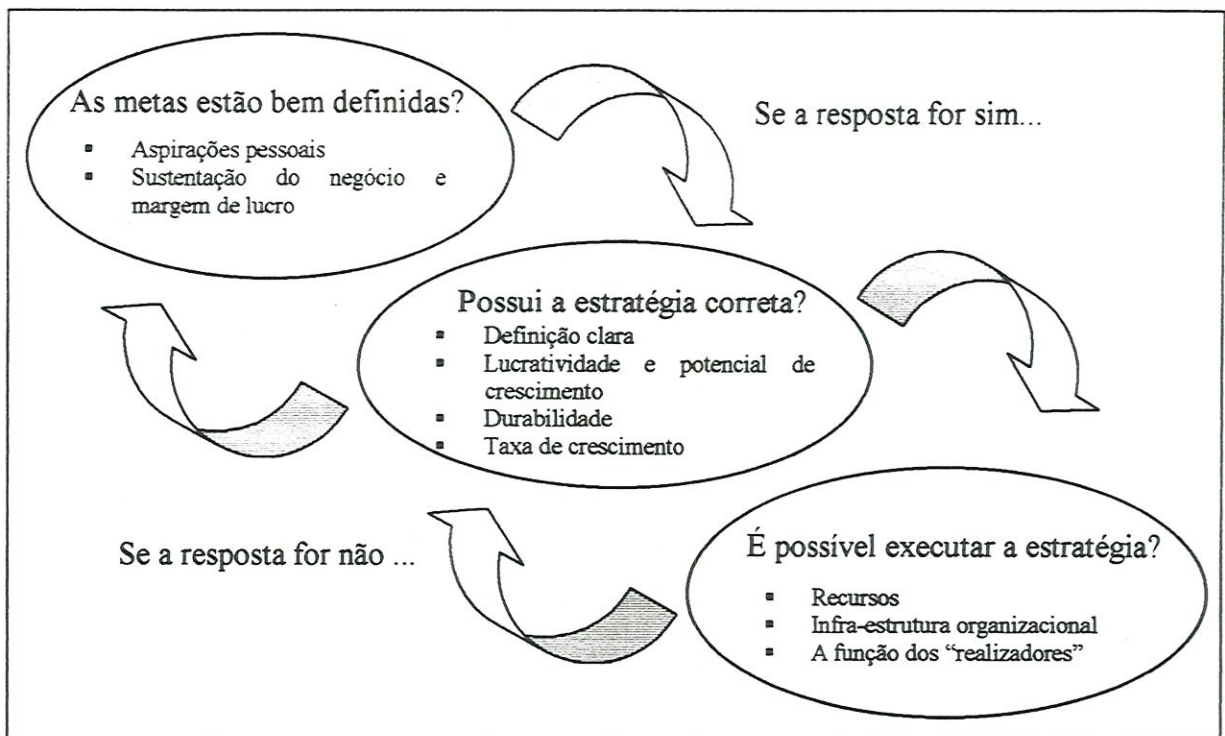 As metas estão bem definidas?
▪ Aspirações pessoais
▪ Sustentação do negócio e
margem de lucro
Se a resposta for sim...
Possui a estratégia correta?
▪ Definição clara
▪ Lucratividade e potencial de
crescimento
▪ Durabilidade
▪ Taxa de crescimento
Se a resposta for não ...
É possível executar a estratégia?
▪ Recursos
▪ Infra-estrutura organizacional
▪ A função dos “realizadores”